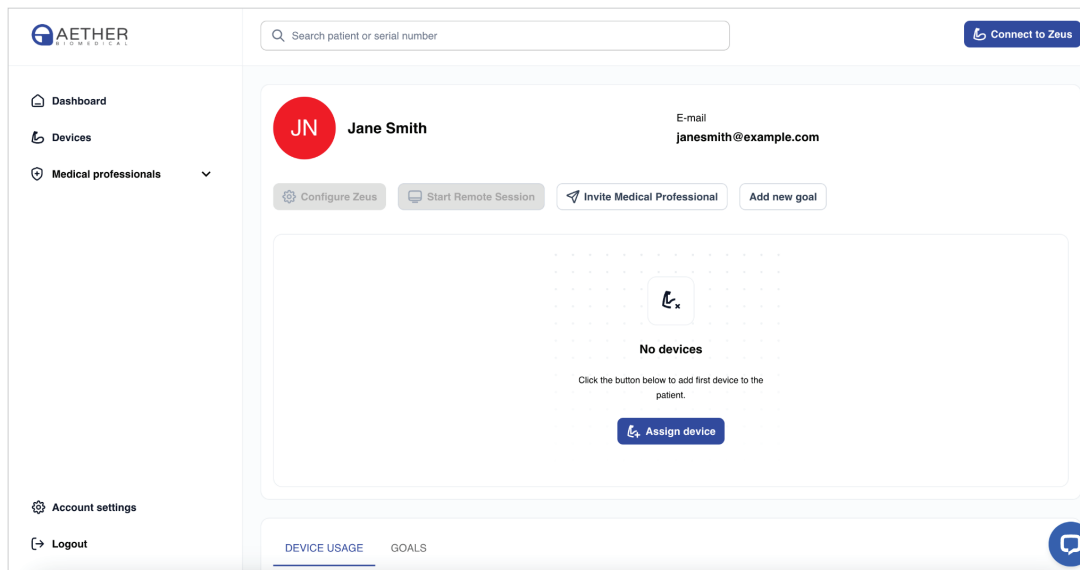 AETHER
BIOMEDICAL
Search patient or serial number
Connect to Zeus
Dashboard
Devices
Medical professionals
JN
Jane Smith
E-mail
janesmith@example.com
Configure Zeus
Start Remote Session
Invite Medical Professional
Add new goal
No devices
Click the button below to add first device to the
patient.
Assign device
Account settings
Logout
DEVICE USAGE
GOALS